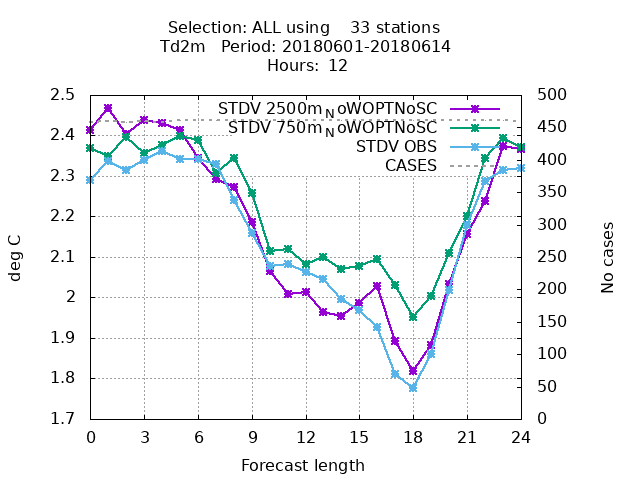 Selection: ALL using    33 stations
Td2m   Period: 20180601-20180614
Hours:  12
STDV 2500m_NoWOPTNoSC
STDV 750m_NoWOPTNoSC
STDV OBS
CASES
2.5
2.4
2.3
2.2
2.1
2
1.9
1.8
1.7
500
450
400
350
300
250
200
150
100
50
0
deg C
No cases
0 3 6 9 12 15 18 21 24
Forecast length